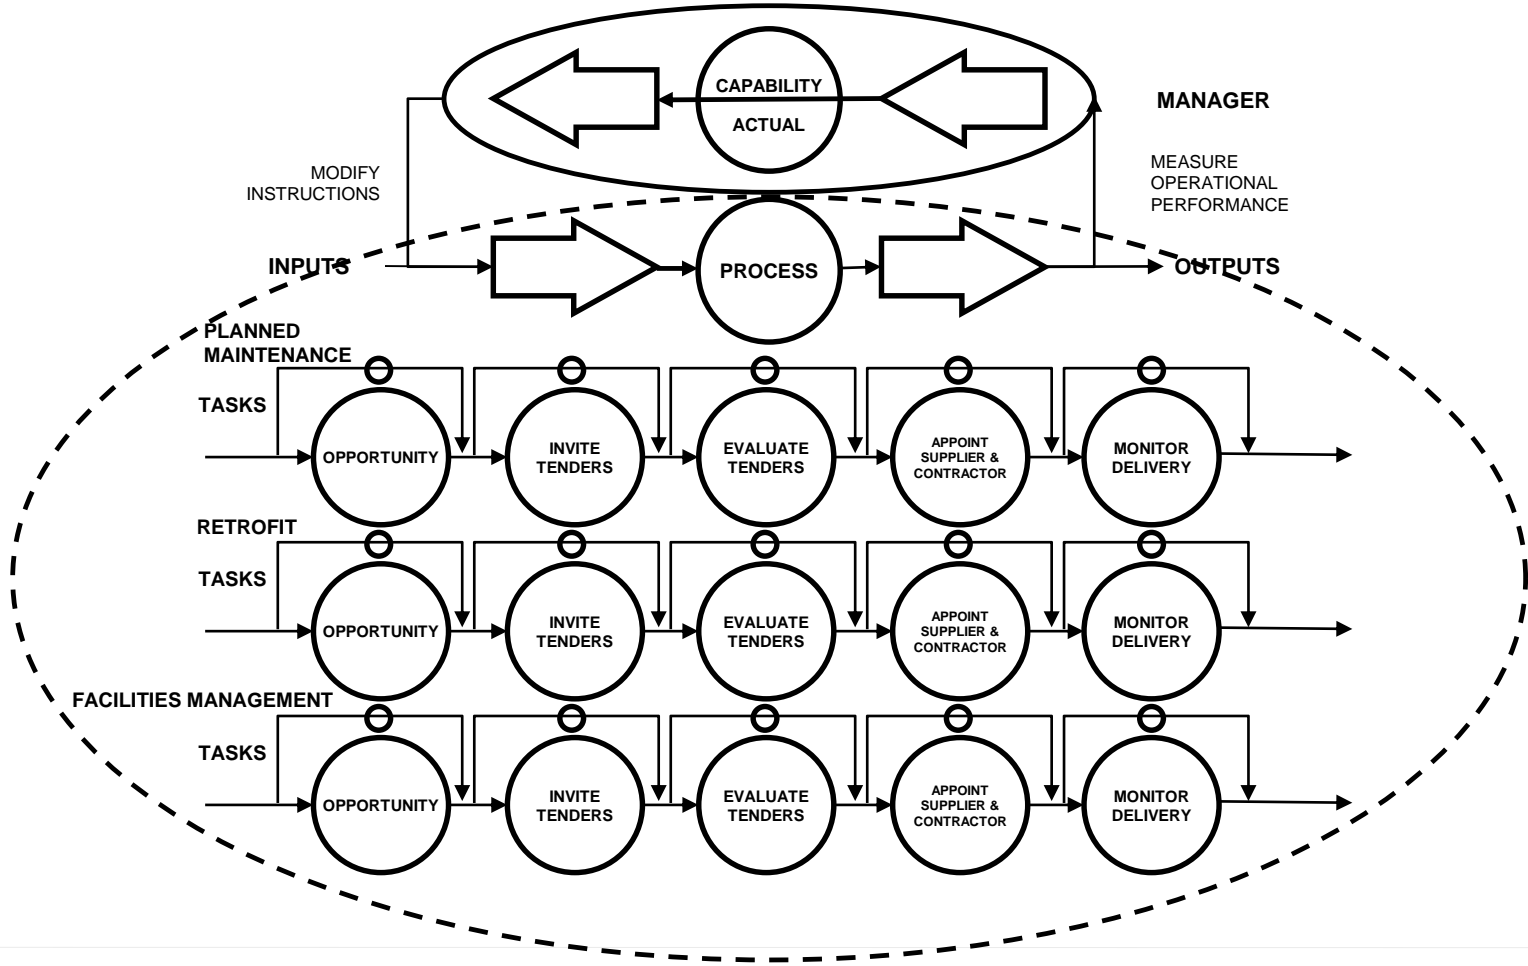 CAPABILITY
ACTUAL
MANAGER
MODIFY
INSTRUCTIONS
MEASURE
OPERATIONAL
PERFORMANCE
INPUTS
PROCESS
OUTPUTS
PLANNED
MAINTENANCE
TASKS
OPPORTUNITY
INVITE
TENDERS
EVALUATE
TENDERS
APPOINT
SUPPLIER &
CONTRACTOR
MONITOR
DELIVERY
RETROFIT
TASKS
OPPORTUNITY
INVITE
TENDERS
EVALUATE
TENDERS
APPOINT
SUPPLIER &
CONTRACTOR
MONITOR
DELIVERY
FACILITIES MANAGEMENT
TASKS
OPPORTUNITY
INVITE
TENDERS
EVALUATE
TENDERS
APPOINT
SUPPLIER &
CONTRACTOR
MONITOR
DELIVERY